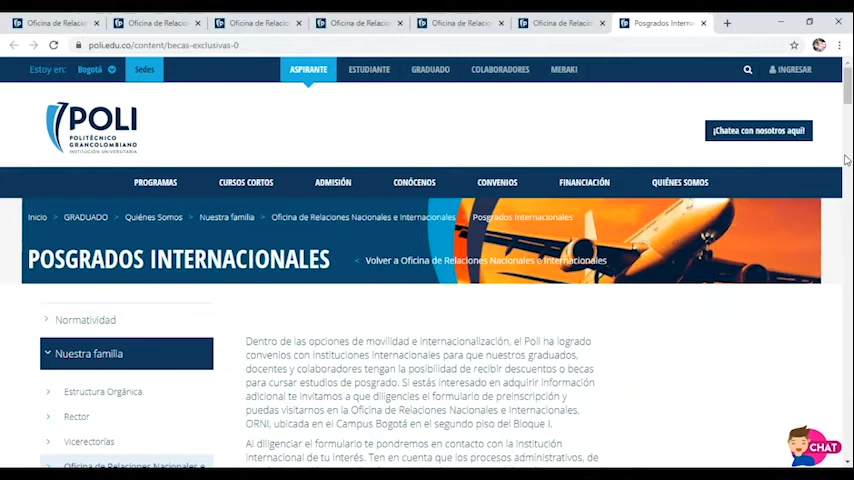 Oficina de Relacio
Oficina de Relacion
Oficina de Relacio
Oficina de Relacio
Oficina de Relacio
Oficina de Relacio
Posgrados Intern
poli.edu.co/content/becas-exclusivas-0
Estoy en: Bogotá Sedes ASPIRANTE ESTUDIANTE GRADUADO COLABORADORES MERAKI INGRESAR
POLI
POLITÉCNICO
GRANCOLOMBIANO
INSTITUCIÓN UNIVERSITARIA
¡Chatea con nosotros aquí!
PROGRAMAS CURSOS CORTOS ADMISIÓN CONÓCENOS CONVENIOS FINANCIACIÓN QUIÉNES SOMOS
Inicio > GRADUADO > Quiénes Somos > Nuestra familia > Oficina de Relaciones Nacionales e Internacionales Posgrados Internacionales
POSGRADOS INTERNACIONALES < Volver a Oficina de Relaciones Nacionales e Internacionales
> Normatividad
Nuestra familia
> Estructura Orgánica
> Rector
> Vicerectorías
Oficina de Relaciones Nacionales e
Dentro de las opciones de movilidad e internacionalización, el Poli ha logrado
convenios con instituciones internacionales para que nuestros graduados,
docentes y colaboradores tengan la posibilidad de recibir descuentos o becas
para cursar estudios de posgrado. Si estás interesado en adquirir información
adicional te invitamos a que diligencies el formulario de preinscripción y
puedas visitarnos en la Oficina de Relaciones Nacionales e Internacionales,
ORNI, ubicada en el Campus Bogotá en el segundo piso del Bloque I.
Al diligenciar el formulario te pondremos en contacto con la Institución
internacional de tu interés. Ten en cuenta que los procesos administrativos, de
CHAT